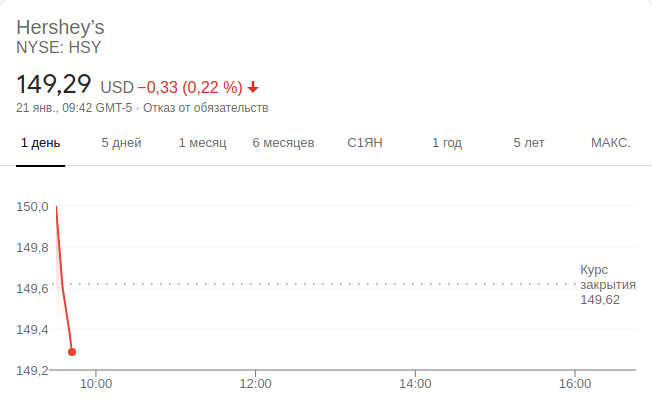 Hershey’s
NYSE: HSY
149,29 USD −0,33 (0,22 %)
21 янв., 09:42 GMT-5 · Отказ от обязательств
1 день 5 дней 1 месяц 6 месяцев С1ЯН 1 год 5 лет МАКС.
150,0
149,8
149,6
149,4
149,2
Курс
закрытия
149,62
10:00 12:00 14:00 16:00